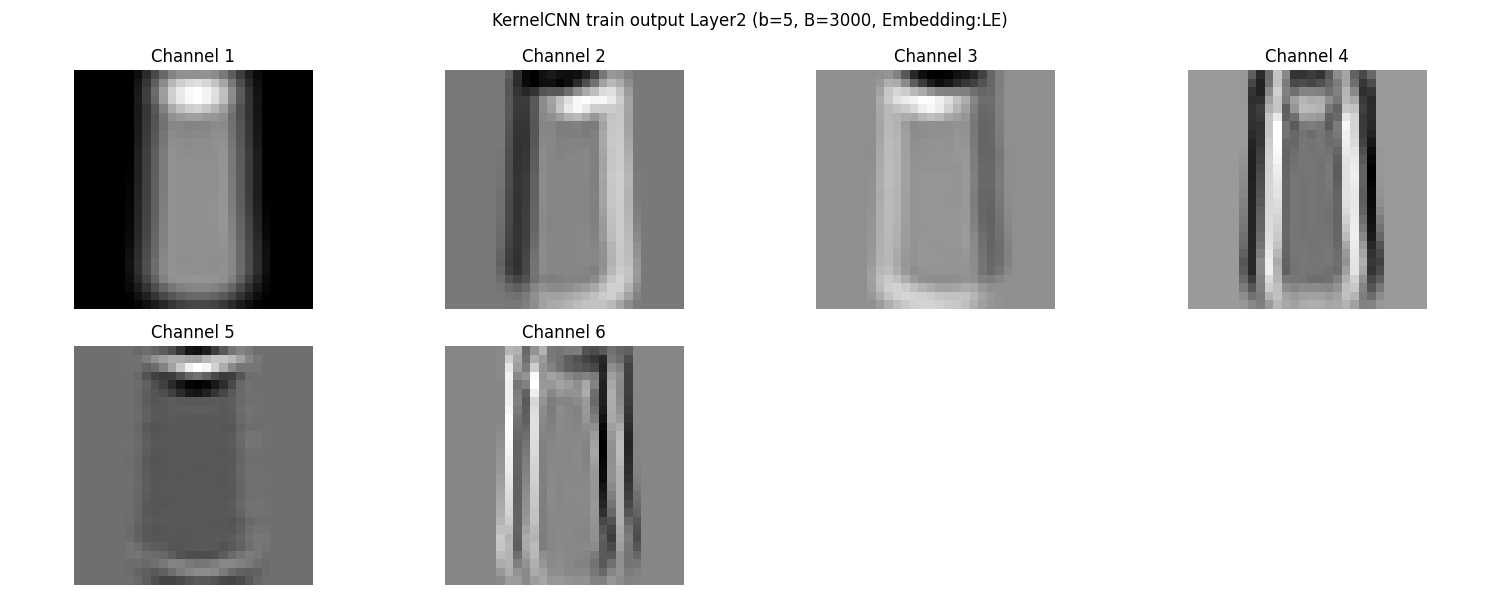 KernelCNN train output Layer2 (b=5, B=3000, Embedding:LE)
Channel 1
Channel 2
Channel 3
Channel 4
Channel 5
Channel 6